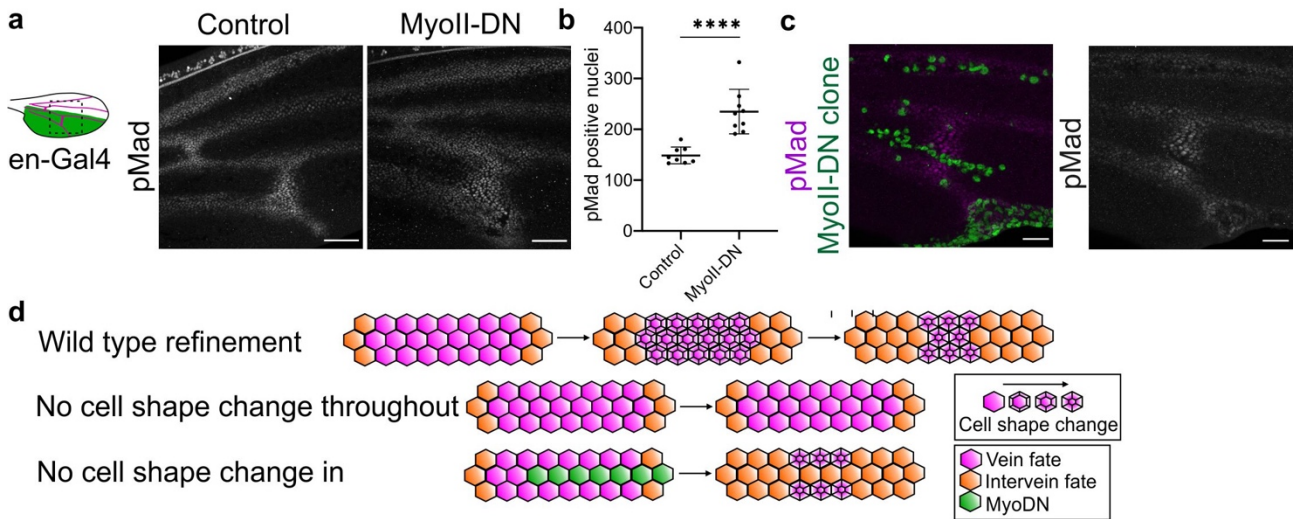 a
Control
MyoII-DN
en-Gal4
pMad
b
****
pMad positive nuclei
400
300
200
100
0
Control
MyoII-DN
c
pMad
MyoII-DN clone
pMad
d
Wild type refinement
No cell shape change throughout
No cell shape change in
Cell shape change
Vein fate
Intervein fate
MyoDN